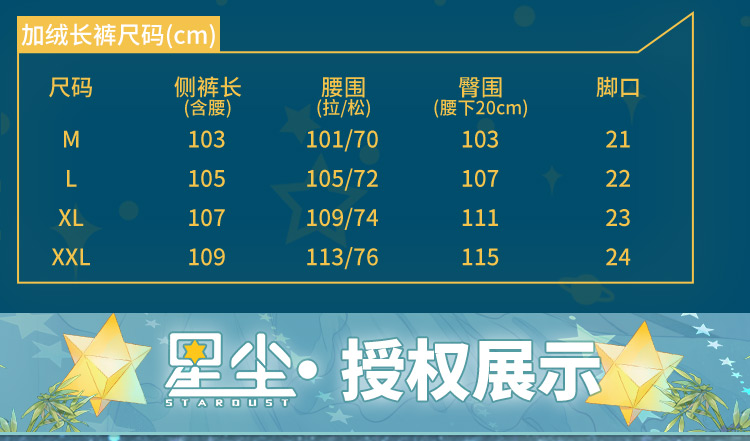 加绒长裤尺码(cm)
尺码 侧裤长 腰围 臀围 脚口
(含腰) (拉/松) (腰下20cm)
M 103 101/70 103 21
L 105 105/72 107 22
XL 107 109/74 111 23
XXL 109 113/76 115 24
星尘·授权展示
STARDUST